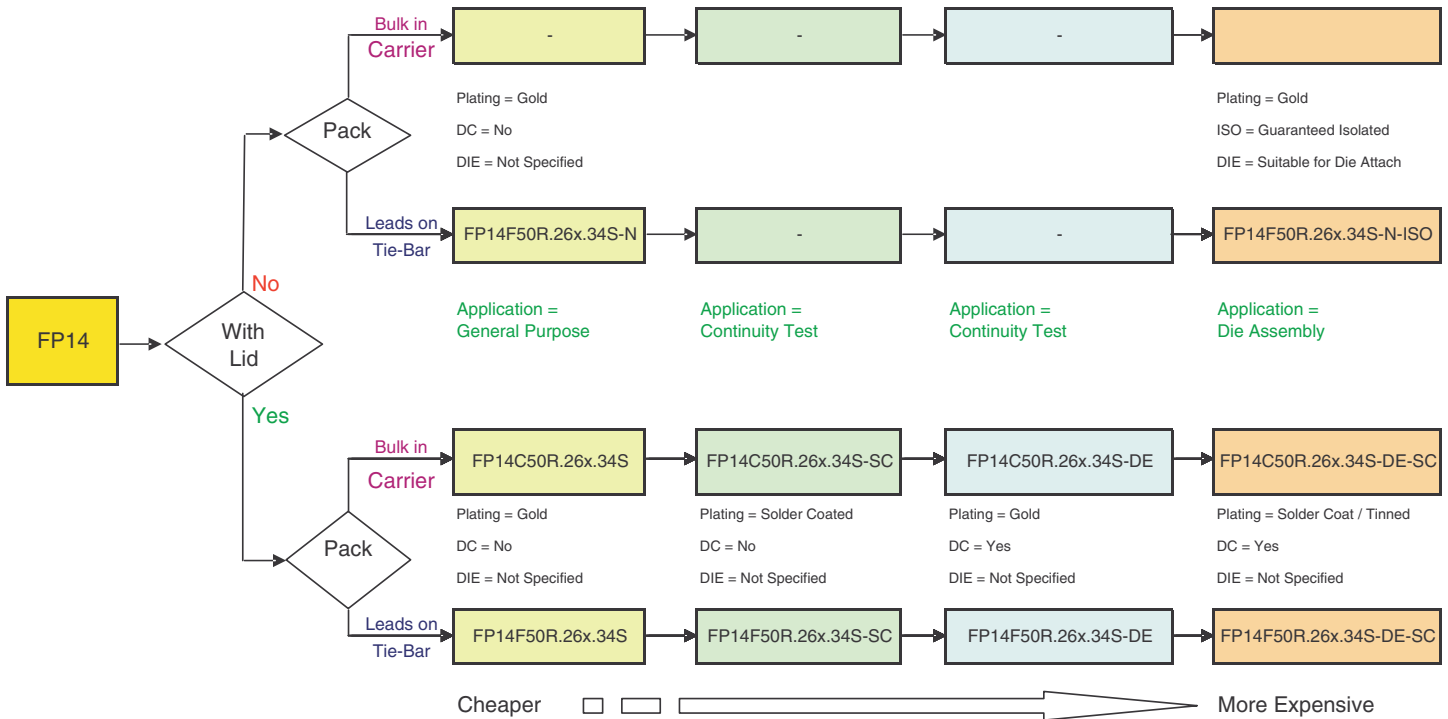 Bulk in
Carrier
-
-
-
Plating = Gold
DC = No
DIE = Not Specified
Plating = Gold
ISO = Guaranteed Isolated
DIE = Suitable for Die Attach
Pack
Leads on
Tie-Bar
FP14F50R.26x.34S-N
-
-
FP14F50R.26x.34S-N-ISO
No
Application =
General Purpose
Application =
Continuity Test
Application =
Continuity Test
Application =
Die Assembly
FP14
With
Lid
Yes
Bulk in
Carrier
FP14C50R.26x.34S
FP14C50R.26x.34S-SC
FP14C50R.26x.34S-DE
FP14C50R.26x.34S-DE-SC
Plating = Gold
DC = No
DIE = Not Specified
Plating = Solder Coated
DC = No
DIE = Not Specified
Plating = Gold
DC = Yes
DIE = Not Specified
Plating = Solder Coat / Tinned
DC = Yes
DIE = Not Specified
Pack
Leads on
Tie-Bar
FP14F50R.26x.34S
FP14F50R.26x.34S-SC
FP14F50R.26x.34S-DE
FP14F50R.26x.34S-DE-SC
Cheaper
More Expensive